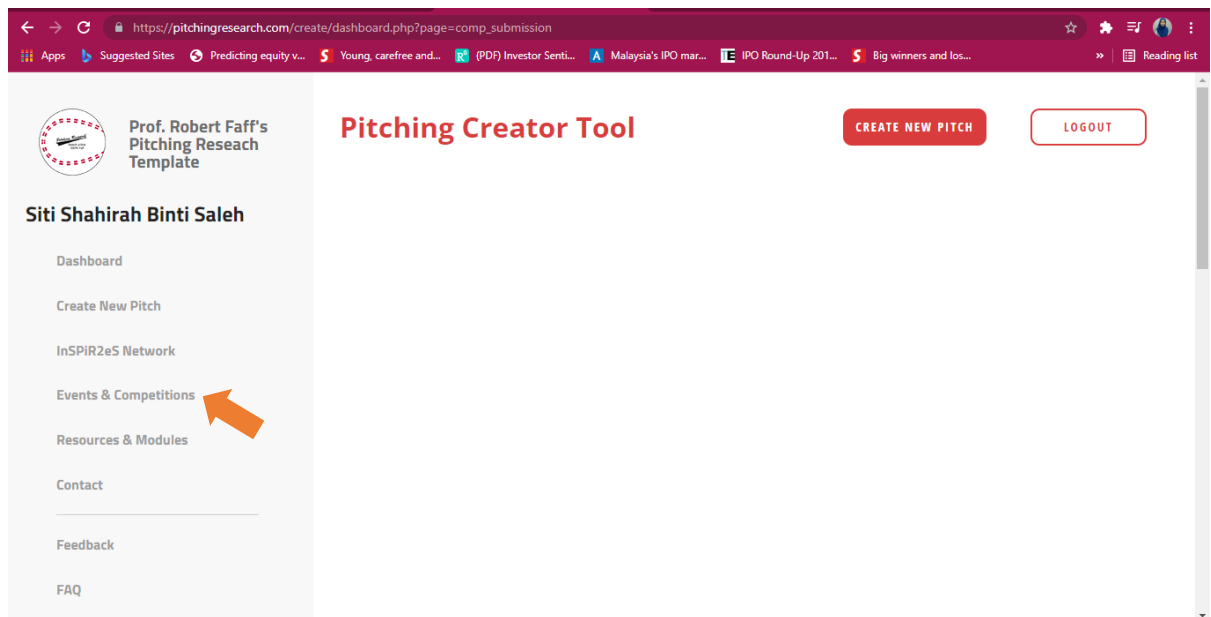 https://pitchingresearch.com/create/dashboard.php?page=comp_submission
Apps Suggested Sites Predicting equity v... Young, carefree and... (PDF) Investor Senti... Malaysia's IPO mar... IPO Round-Up 201... Big winners and los... » Reading list
Prof. Robert Faff's
Pitching Reseach
Template
Pitching Creator Tool
CREATE NEW PITCH
LOGOUT
Siti Shahirah Binti Saleh
Dashboard
Create New Pitch
InSPiR2eS Network
Events & Competitions
Resources & Modules
Contact
Feedback
FAQ